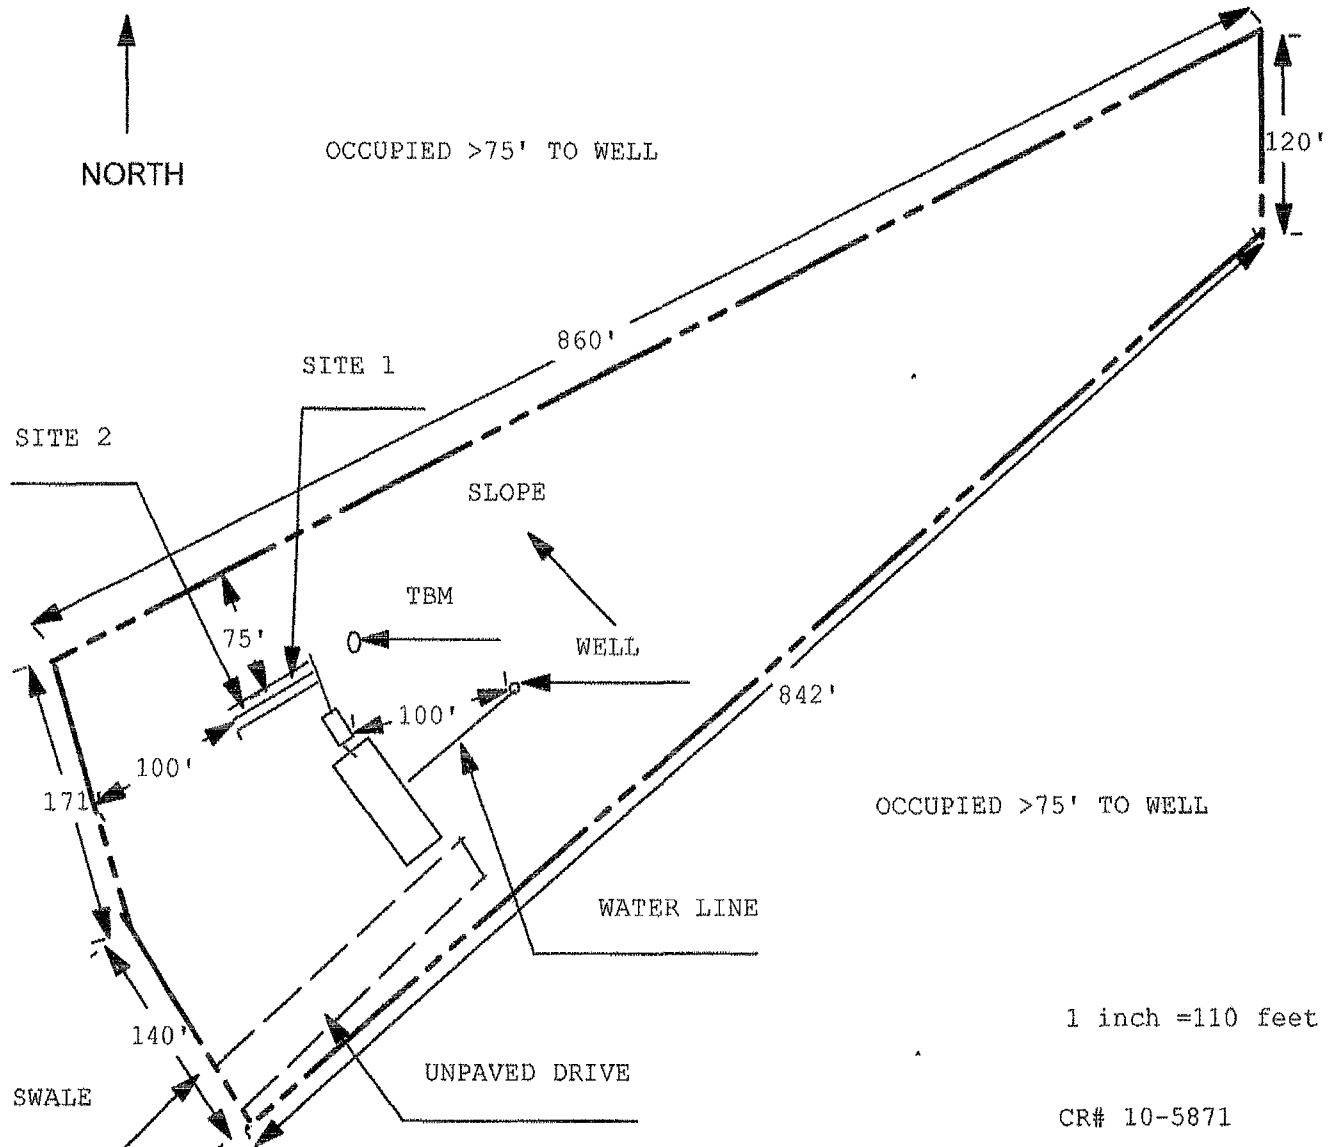 120'
OCCUPIED >75' TO WELL
NORTH
860'
SITE 1
SITE 2
SLOPE
TBM
75'
WELL
842'
100'
100'
171'
OCCUPIED >75' TO WELL
WATER LINE
1 inch =110 feet
140'
UNPAVED DRIVE
SWALE
CR# 10-5871